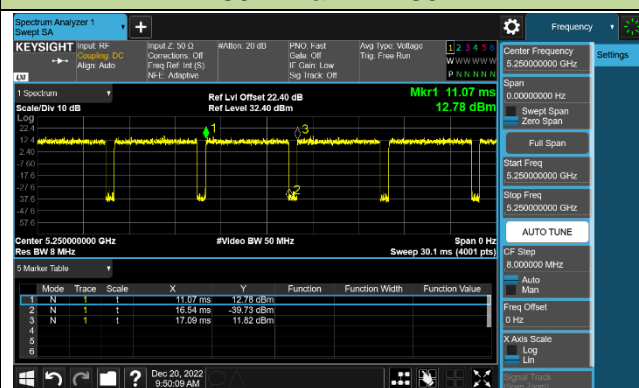 Spectrum Analyzer 1
Swept SA
Frequency
KEYSIGHT
Input: RF
Coupling: DC
Align: Auto
Input Z: 50 Ω
Corrections: Off
Freq Ref: Int (S)
NFE: Adaptive
#Atten: 20 dB
PNO: Fast
Gate: Off
IF Gain: Low
Sig Track: Off
Avg Type: Voltage
Trig: Free Run
1 2 3 4 5 6
W W W W W W
P N N N N N
LXI
Center Frequency
5.250000000 GHz
Settings
Span
0.00000000 Hz
Swept Span
Zero Span
Full Span
Start Freq
5.250000000 GHz
Stop Freq
5.250000000 GHz
AUTO TUNE
CF Step
8.000000 MHz
Auto
Man
Freq Offset
0 Hz
X Axis Scale
Log
Lin
Signal Track
(Span Zoom)
1 Spectrum
Scale/Div 10 dB
Ref Lvl Offset 22.40 dB
Ref Level 32.40 dBm
Mkr1 11.07 ms
12.78 dBm
Log
22.4
12.4
2.40
-7.60
-17.6
-27.6
-37.6
-47.6
-57.6
1
3
2
Center 5.250000000 GHz
Res BW 8 MHz
#Video BW 50 MHz
Span 0 Hz
Sweep 30.1 ms (4001 pts)
5 Marker Table
Mode Trace Scale X Y Function Function Width Function Value
1 N 1 t 11.07 ms 12.78 dBm
2 N 1 t 16.54 ms -39.73 dBm
3 N 1 t 17.09 ms 11.82 dBm
4
5
6
?
Dec 20, 2022
9:50:09 AM